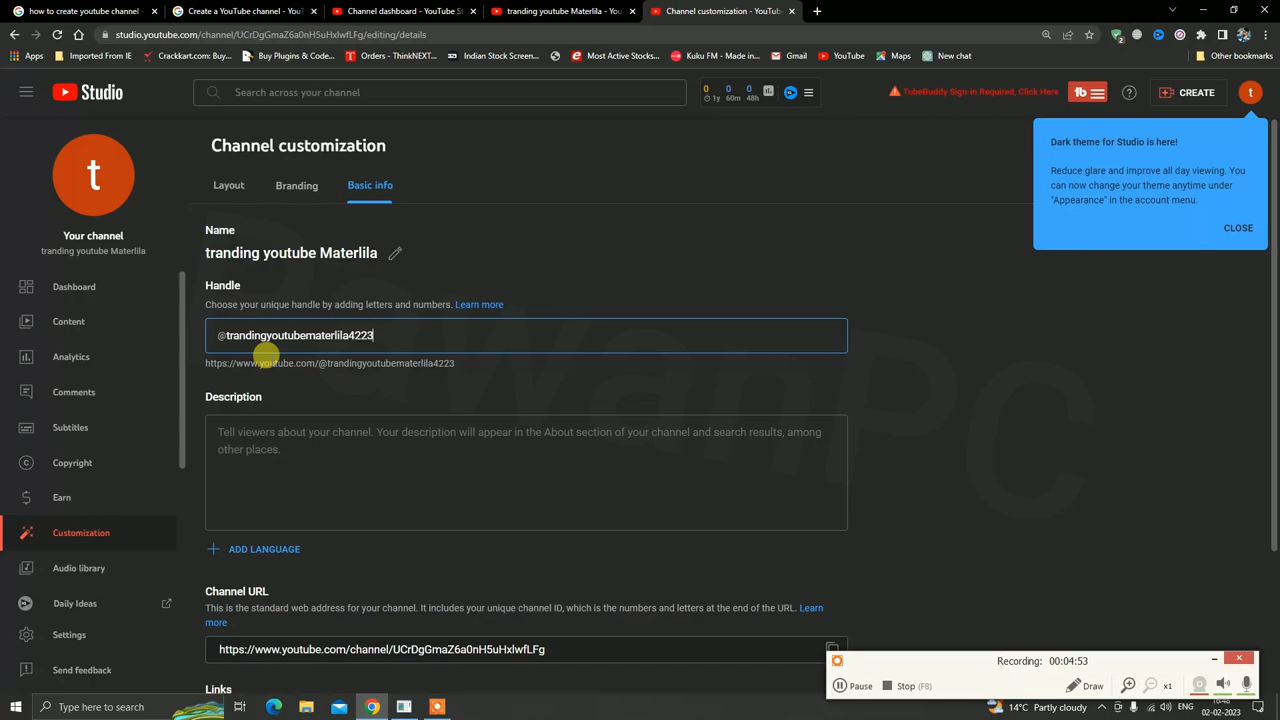 how to create youtube channel -
Create a YouTube channel - YouT
Channel dashboard - YouTube St
tranding youtube Materlila - You
Channel customization - YouTub
studio.youtube.com/channel/UCrDgGmaZ6a0nH5uHxlwfLFg/editing/details
Apps
Imported From IE
Crackkart.com: Buy...
Buy Plugins & Code...
Orders - ThinkNEXT...
Indian Stock Screen...
Most Active Stocks...
Kuku FM - Made in...
Gmail
YouTube
Maps
New chat
Other bookmarks
Studio
Search across your channel
0 0 0
1y 60m 48h
TubeBuddy Sign-in Required, Click Here
tb
CREATE
t
Dark theme for Studio is here!
Reduce glare and improve all day viewing. You
can now change your theme anytime under
"Appearance" in the account menu.
CLOSE
t
Your channel
tranding youtube Materlila
Dashboard
Content
Analytics
Comments
Subtitles
Copyright
Earn
Customization
Audio library
Daily Ideas
Settings
Send feedback
Channel customization
Layout
Branding
Basic info
Name
tranding youtube Materlila
Handle
Choose your unique handle by adding letters and numbers. Learn more
@trandingyoutubematerlila4223
https://www.youtube.com/@trandingyoutubematerlila4223
Description
Tell viewers about your channel. Your description will appear in the About section of your channel and search results, among
other places.
ADD LANGUAGE
Channel URL
This is the standard web address for your channel. It includes your unique channel ID, which is the numbers and letters at the end of the URL. Learn
more
https://www.youtube.com/channel/UCrDgGmaZ6a0nH5uHxlwfLFg
Links
PawanPC
Recording: 00:04:53
Pause
Stop (F8)
x1
Draw
Type here to search
14°C Partly cloudy
ENG
16:48
02-02-2023